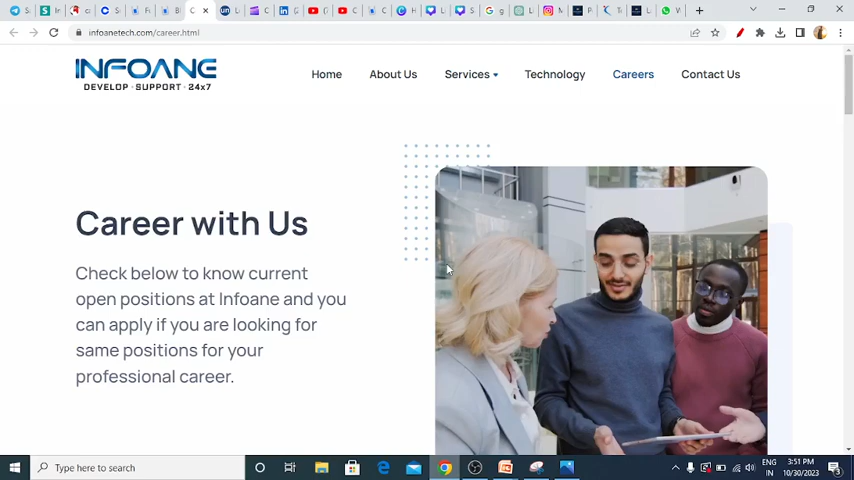 infoanetech.com/career.html
INFOANE
DEVELOP · SUPPORT · 24x7
Home About Us Services Technology Careers Contact Us
Career with Us
Check below to know current
open positions at Infoane and you
can apply if you are looking for
same positions for your
professional career.
Type here to search
ENG 3:51 PM
IN 10/30/2023